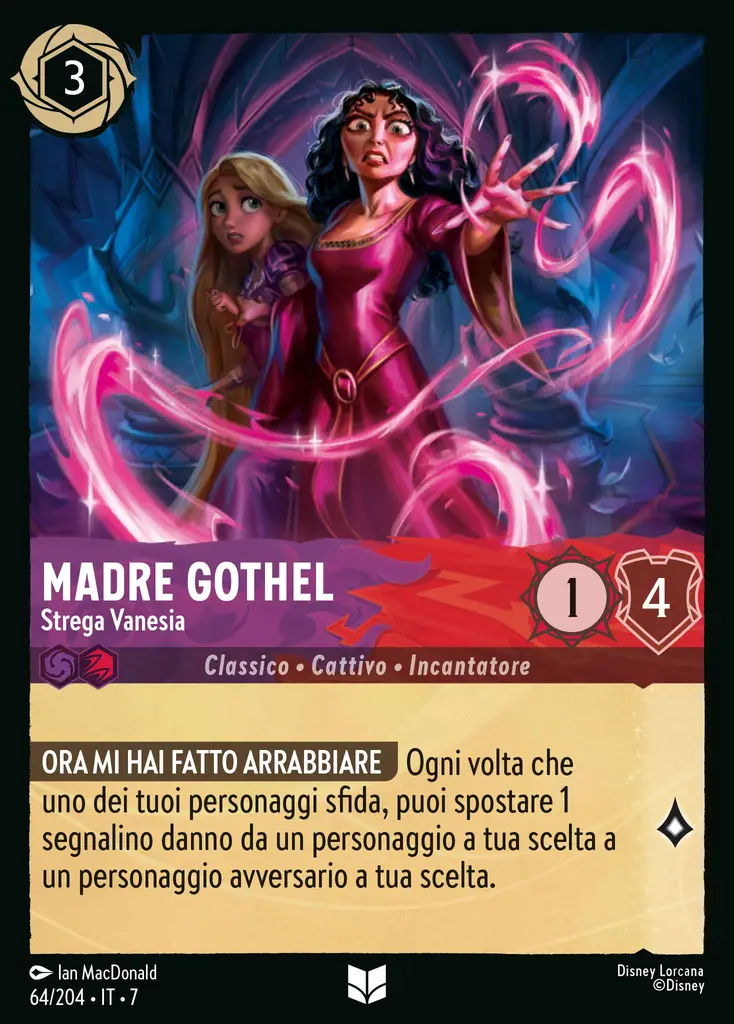 3
MADRE GOTHEL
Strega Vanesia
1
4
Classico • Cattivo • Incantatore
ORA MI HAI FATTO ARRABBIARE Ogni volta che
uno dei tuoi personaggi sfida, puoi spostare 1
segnalino danno da un personaggio a tua scelta a
un personaggio avversario a tua scelta.
Ian MacDonald
64/204 • IT • 7
Disney Lorcana
©Disney